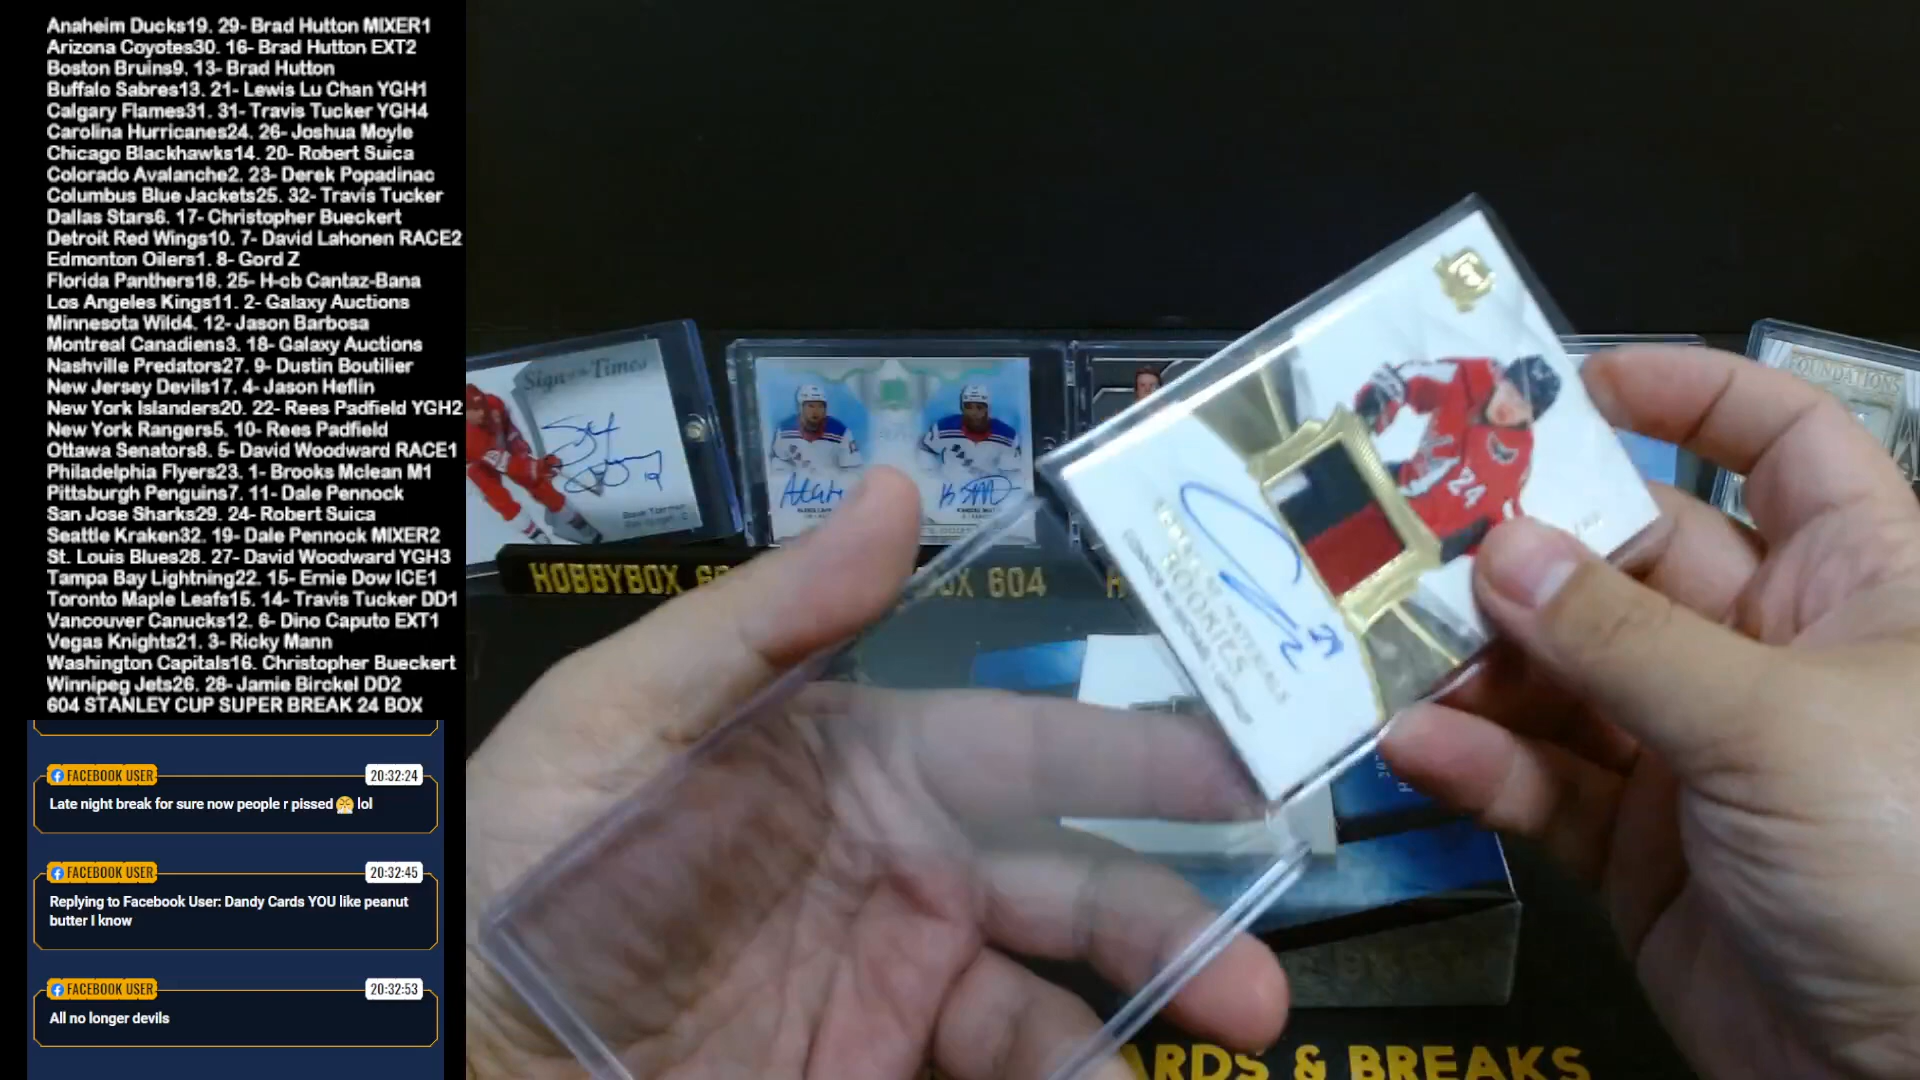 Anaheim Ducks19. 29- Brad Hutton MIXER1
Arizona Coyotes30. 16- Brad Hutton EXT2
Boston Bruins9. 13- Brad Hutton
Buffalo Sabres13. 21- Lewis Lu Chan YGH1
Calgary Flames31. 31- Travis Tucker YGH4
Carolina Hurricanes24. 26- Joshua Moyle
Chicago Blackhawks14. 20- Robert Suica
Colorado Avalanche2. 23- Derek Popadinac
Columbus Blue Jackets25. 32- Travis Tucker
Dallas Stars6. 17- Christopher Bueckert
Detroit Red Wings10. 7- David Lahonen RACE2
Edmonton Oilers1. 8- Gord Z
Florida Panthers18. 25- H-cb Cantaz-Bana
Los Angeles Kings11. 2- Galaxy Auctions
Minnesota Wild4. 12- Jason Barbosa
Montreal Canadiens3. 18- Galaxy Auctions
Nashville Predators27. 9- Dustin Boutilier
New Jersey Devils17. 4- Jason Heflin
New York Islanders20. 22- Rees Padfield YGH2
New York Rangers5. 10- Rees Padfield
Ottawa Senators8. 5- David Woodward RACE1
Philadelphia Flyers23. 1- Brooks Mclean M1
Pittsburgh Penguins7. 11- Dale Pennock
San Jose Sharks29. 24- Robert Suica
Seattle Kraken32. 19- Dale Pennock MIXER2
St. Louis Blues28. 27- David Woodward YGH3
Tampa Bay Lightning22. 15- Ernie Dow ICE1
Toronto Maple Leafs15. 14- Travis Tucker DD1
Vancouver Canucks12. 6- Dino Caputo EXT1
Vegas Knights21. 3- Ricky Mann
Washington Capitals16. Christopher Bueckert
Winnipeg Jets26. 28- Jamie Birckel DD2
604 STANLEY CUP SUPER BREAK 24 BOX
FACEBOOK USER 20:32:24
Late night break for sure now people r pissed😤 lol
FACEBOOK USER 20:32:45
Replying to Facebook User: Dandy Cards YOU like peanut
butter I know
FACEBOOK USER 20:32:53
All no longer devils
Sign of the Times
19
FOUNDATIONS
HOBBYBOX
BOX 604
24
ROOKIES
ARDS & BREAKS